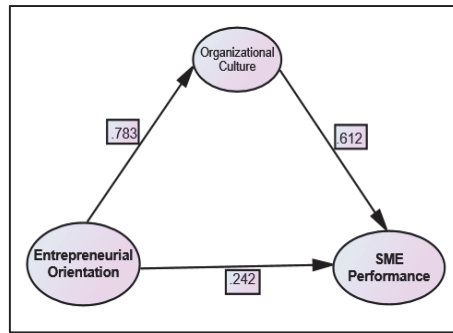 Organizational
Culture
.783
.612
Entrepreneurial
Orientation
SME
Performance
.242